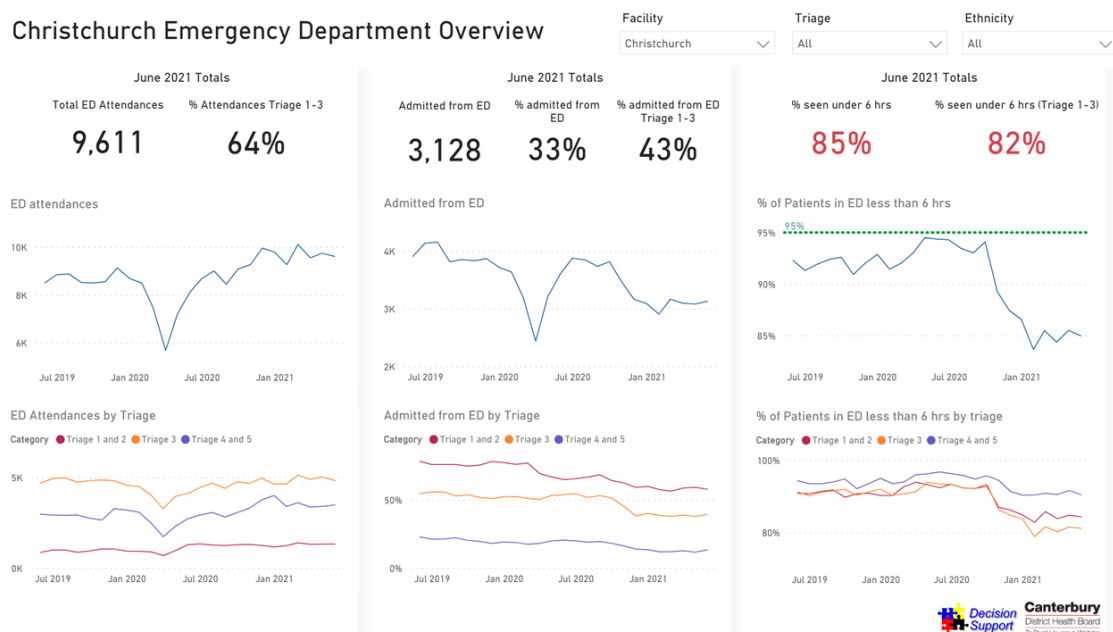 Christchurch Emergency Department Overview
Facility
Christchurch
Triage
All
Ethnicity
All
June 2021 Totals
Total ED Attendances
% Attendances Triage 1-3
9,611
64%
June 2021 Totals
Admitted from ED
% admitted from
ED
% admitted from ED
Triage 1-3
3,128
33%
43%
June 2021 Totals
% seen under 6 hrs
% seen under 6 hrs (Triage 1-3)
85%
82%
ED attendances
10K
8K
6K
Jul 2019
Jan 2020
Jul 2020
Jan 2021
Admitted from ED
4K
3K
2K
Jul 2019
Jan 2020
Jul 2020
Jan 2021
% of Patients in ED less than 6 hrs
95%
95%
90%
85%
Jul 2019
Jan 2020
Jul 2020
Jan 2021
ED Attendances by Triage
Category Triage 1 and 2 Triage 3 Triage 4 and 5
5K
0K
Jul 2019
Jan 2020
Jul 2020
Jan 2021
Admitted from ED by Triage
Category Triage 1 and 2 Triage 3 Triage 4 and 5
50%
0%
Jul 2019
Jan 2020
Jul 2020
Jan 2021
% of Patients in ED less than 6 hrs by triage
Category Triage 1 and 2 Triage 3 Triage 4 and 5
100%
80%
Jul 2019
Jan 2020
Jul 2020
Jan 2021
Decision
Support
Canterbury
District Health Board